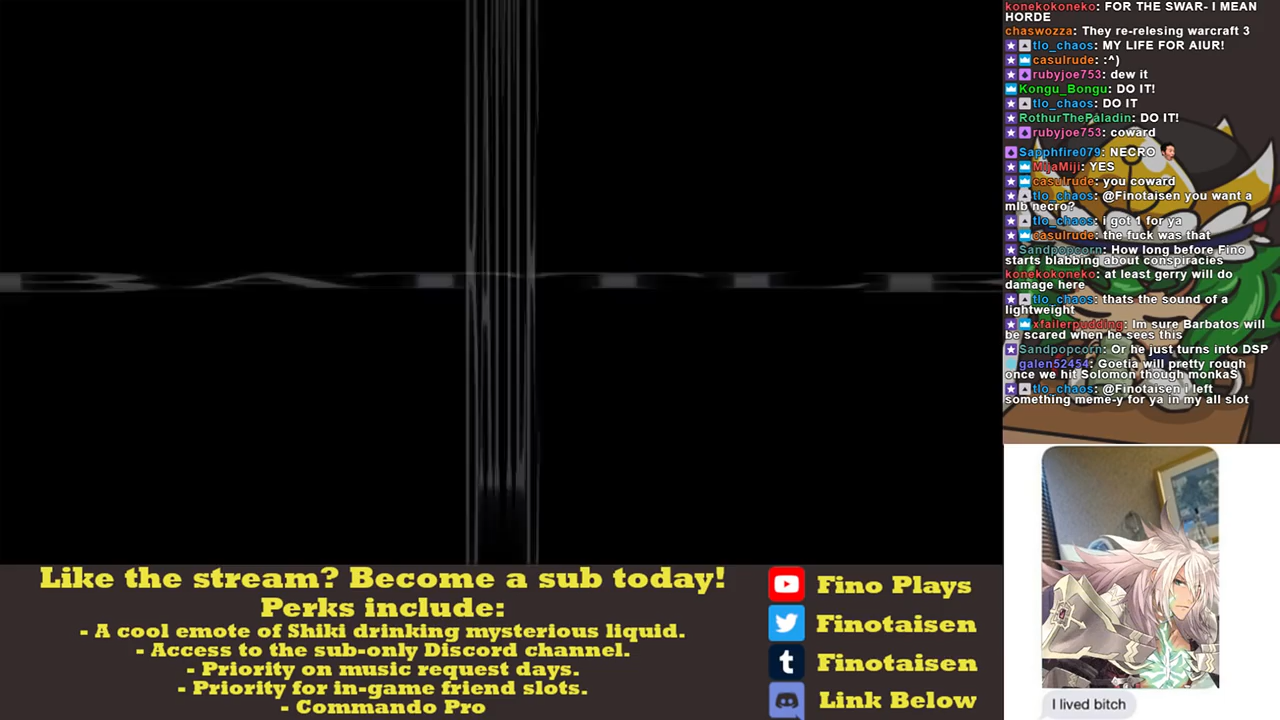 konekokoneko: FOR THE SWAR- I MEAN
HORDE
chaswozza: They re-relesing warcraft 3
tlo_chaos: MY LIFE FOR AIUR!
casulrude: :^)
rubyjoe753: dew it
Kongu_Bongu: DO IT!
tlo_chaos: DO IT
RothurThePaladin: DO IT!
rubyjoe753: coward
Sapphfire079: NECRO
MijaMiji: YES
casulrude: you coward
tlo_chaos: @Finotaisen you want a
mlb necro?
tlo_chaos: i got 1 for ya
casulrude: the fuck was that
Sandpopcorn: How long before Fino
starts blabbing about conspiracies
konekokoneko: at least gerry will do
damage here
tlo_chaos: thats the sound of a
lightweight
xfailerpudding: Im sure Barbatos will
be scared when he sees this
Sandpopcorn: Or he just turns into DSP
galen52454: Goetia will pretty rough
once we hit Solomon though monkaS
tlo_chaos: @Finotaisen i left
something meme-y for ya in my all slot
I lived bitch
Like the stream? Become a sub today!
Perks include:
- A cool emote of Shiki drinking mysterious liquid.
- Access to the sub-only Discord channel.
- Priority on music request days.
- Priority for in-game friend slots.
- Commando Pro
Fino Plays
Finotaisen
Finotaisen
Link Below